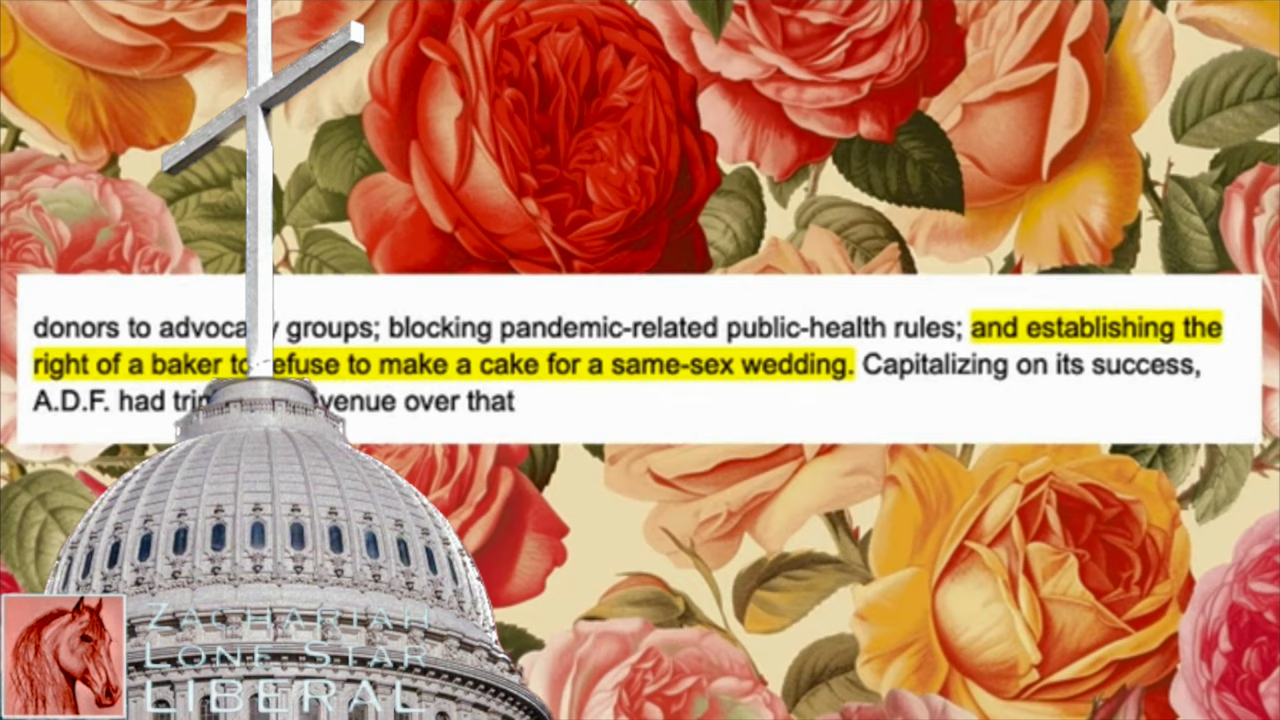 donors to advoca y groups; blocking pandemic-related public-health rules; and establishing the
right of a baker to efuse to make a cake for a same-sex wedding. Capitalizing on its success,
A.D.F. had venue over that
ZACHARIAH
LONE STAR
LIBERAL